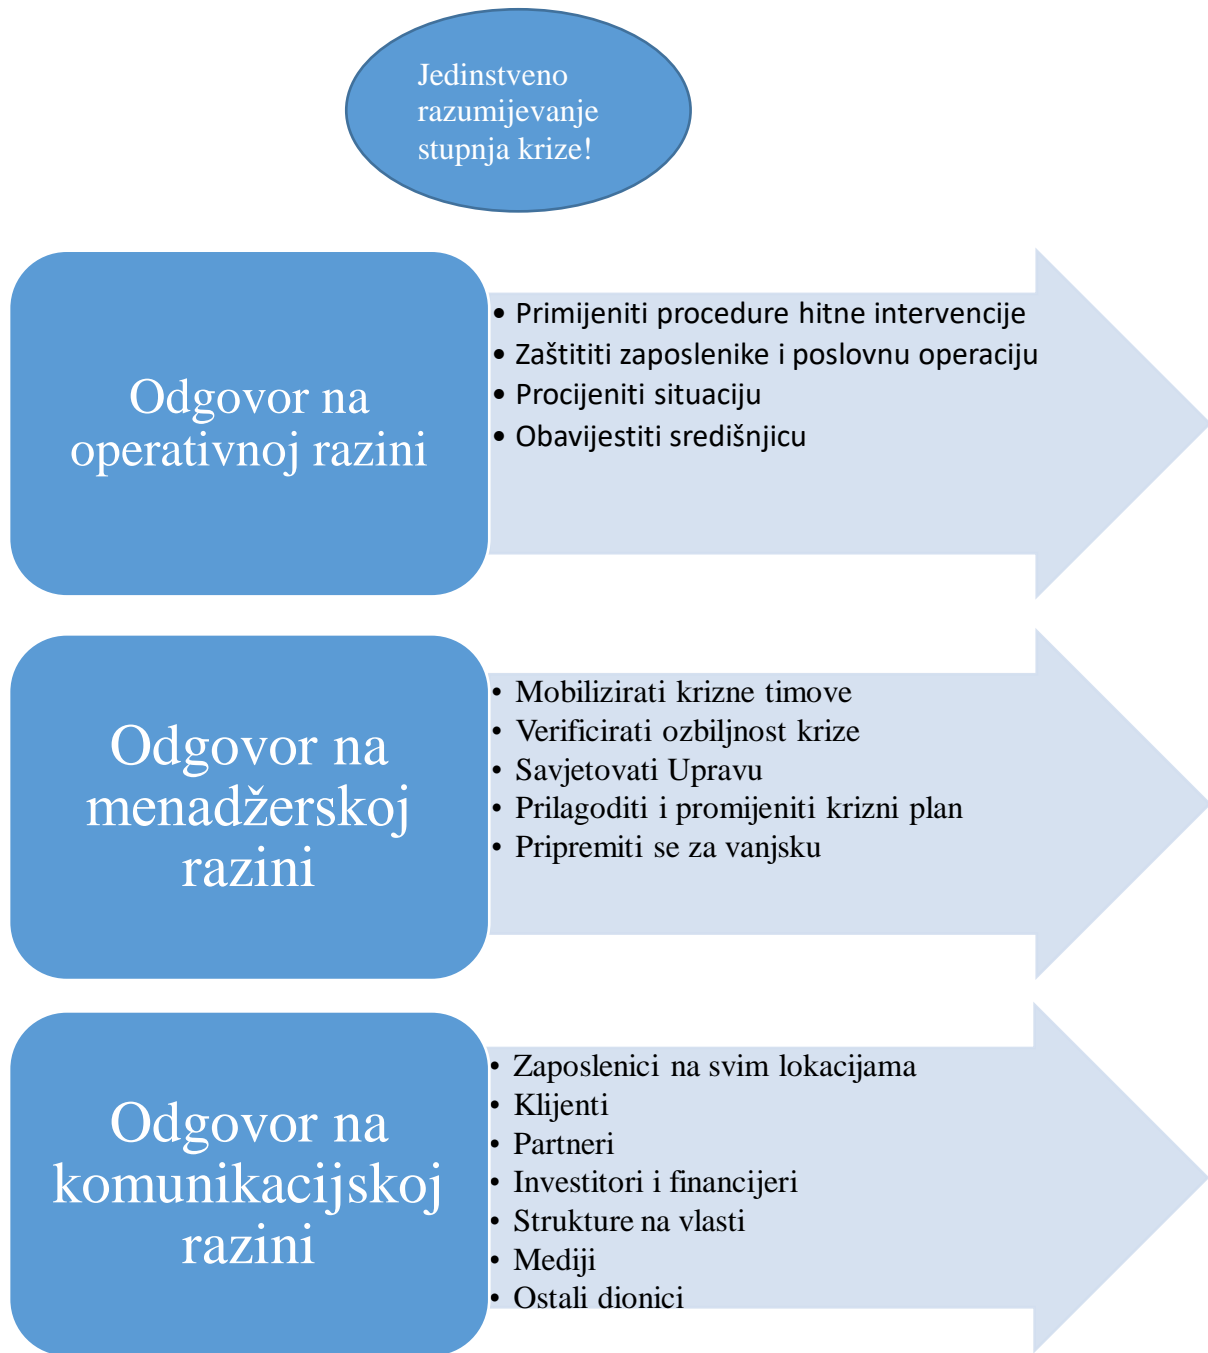 Jedinstveno
razumijevanje
stupnja krize!
Odgovor na
operativnoj razini
• Primijeniti procedure hitne intervencije
• Zaštititi zaposlenike i poslovnu operaciju
• Procijeniti situaciju
• Obavijestiti središnjicu
Odgovor na
menadžerskoj
razini
• Mobilizirati krizne timove
• Verificirati ozbiljnost krize
• Savjetovati Upravu
• Prilagoditi i promijeniti krizni plan
• Pripremiti se za vanjsku
Odgovor na
komunikacijskoj
razini
• Zaposlenici na svim lokacijama
• Klijenti
• Partneri
• Investitori i financijeri
• Strukture na vlasti
• Mediji
• Ostali dionici